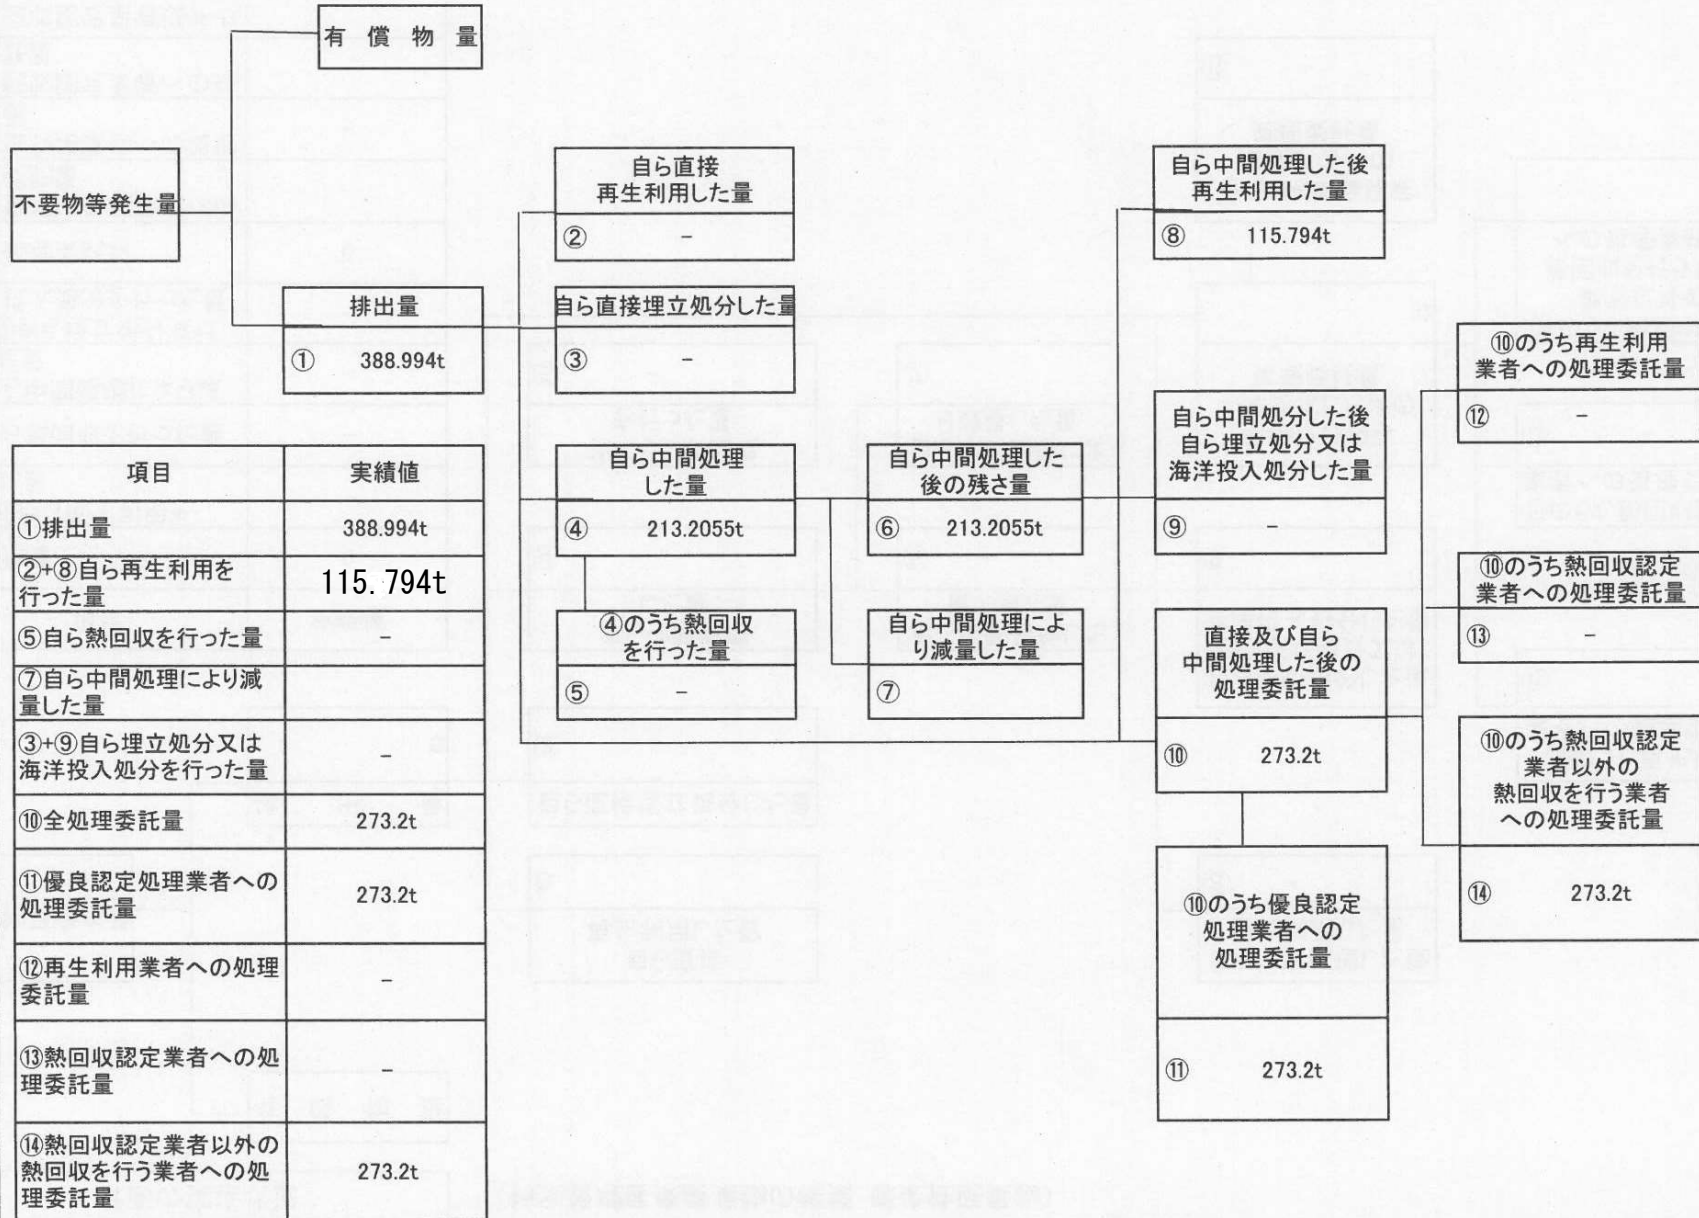 有償物量
不要物等発生量
排出量
① 388.994t
自ら直接
再生利用した量
② −
自ら直接埋立処分した量
③ −
自ら中間処理
した量
④ 213.2055t
④のうち熱回収
を行った量
⑤ −
自ら中間処理した
後の残さ量
⑥ 213.2055t
自ら中間処理によ
り減量した量
⑦
自ら中間処理した後
再生利用した量
⑧ 115.794t
自ら中間処分した後
自ら埋立処分又は
海洋投入処分した量
⑨ −
直接及び自ら
中間処理した後の
処理委託量
⑩ 273.2t
⑩のうち優良認定
処理業者への
処理委託量
⑪ 273.2t
⑩のうち再生利用
業者への処理委託量
⑫ −
⑩のうち熱回収認定
業者への処理委託量
⑬ −
⑩のうち熱回収認定
業者以外の
熱回収を行う業者
への処理委託量
⑭ 273.2t
項目 実績値
①排出量 388.994t
②+⑧自ら再生利用を
行った量 115.794t
⑤自ら熱回収を行った量 −
⑦自ら中間処理により減
量した量
③+⑨自ら埋立処分又は
海洋投入処分を行った量 −
⑩全処理委託量 273.2t
⑪優良認定処理業者への
処理委託量 273.2t
⑫再生利用業者への処理
委託量 −
⑬熱回収認定業者への処
理委託量 −
⑭熱回収認定業者以外の
熱回収を行う業者への処
理委託量 273.2t